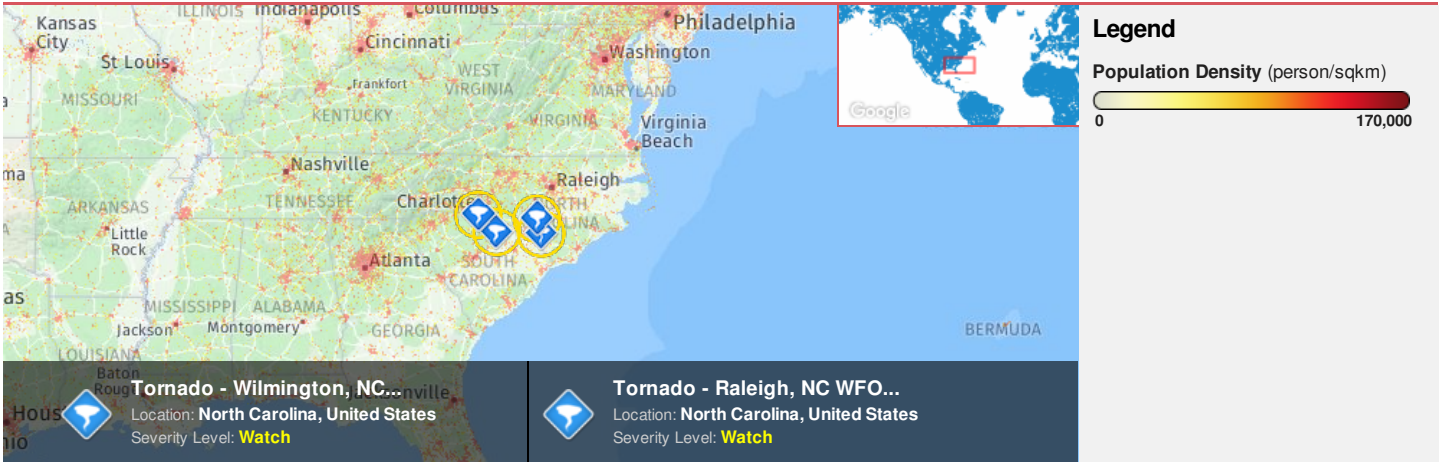 ILLINOIS
Indianapolis
Columbus
Philadelphia
Kansas
City
Cincinnati
Washington
St Louis
WEST
VIRGINIA
Frankfort
MARYLAND
MISSOURI
KENTUCKY
VIRGINIA
Virginia
Beach
Nashville
Raleigh
TENNESSEE
Charlotte
ARKANSAS
Little
Rock
Atlanta
SOUTH
CAROLINA
MISSISSIPPI
ALABAMA
Jackson
Montgomery
GEORGIA
BERMUDA
LOUISIANA
Baton
Google
Legend
Population Density (person/sqkm)
0
170,000
Tornado - Wilmington, NC...
Location: North Carolina, United States
Severity Level: Watch
Tornado - Raleigh, NC WFO...
Location: North Carolina, United States
Severity Level: Watch